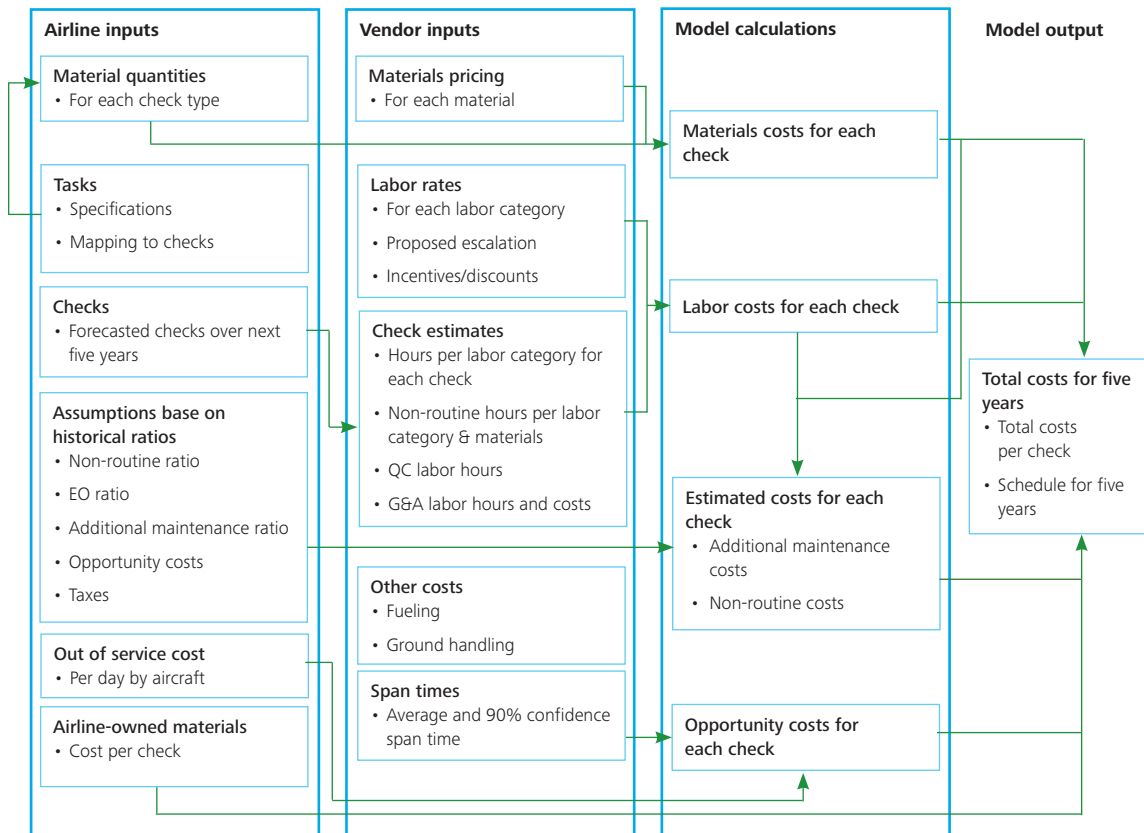 Airline inputs
Material quantities
• For each check type
Tasks
• Specifications
• Mapping to checks
Checks
• Forecasted checks over next
five years
Assumptions base on
historical ratios
• Non-routine ratio
• EO ratio
• Additional maintenance ratio
• Opportunity costs
• Taxes
Out of service cost
• Per day by aircraft
Airline-owned materials
• Cost per check
Vendor inputs
Materials pricing
• For each material
Labor rates
• For each labor category
• Proposed escalation
• Incentives/discounts
Check estimates
• Hours per labor category for
each check
• Non-routine hours per labor
category & materials
• QC labor hours
• G&A labor hours and costs
Other costs
• Fueling
• Ground handling
Span times
• Average and 90% confidence
span time
Model calculations
Materials costs for each
check
Labor costs for each check
Estimated costs for each
check
• Additional maintenance
costs
• Non-routine costs
Opportunity costs for
each check
Model output
Total costs for five
years
• Total costs
per check
• Schedule for five
years